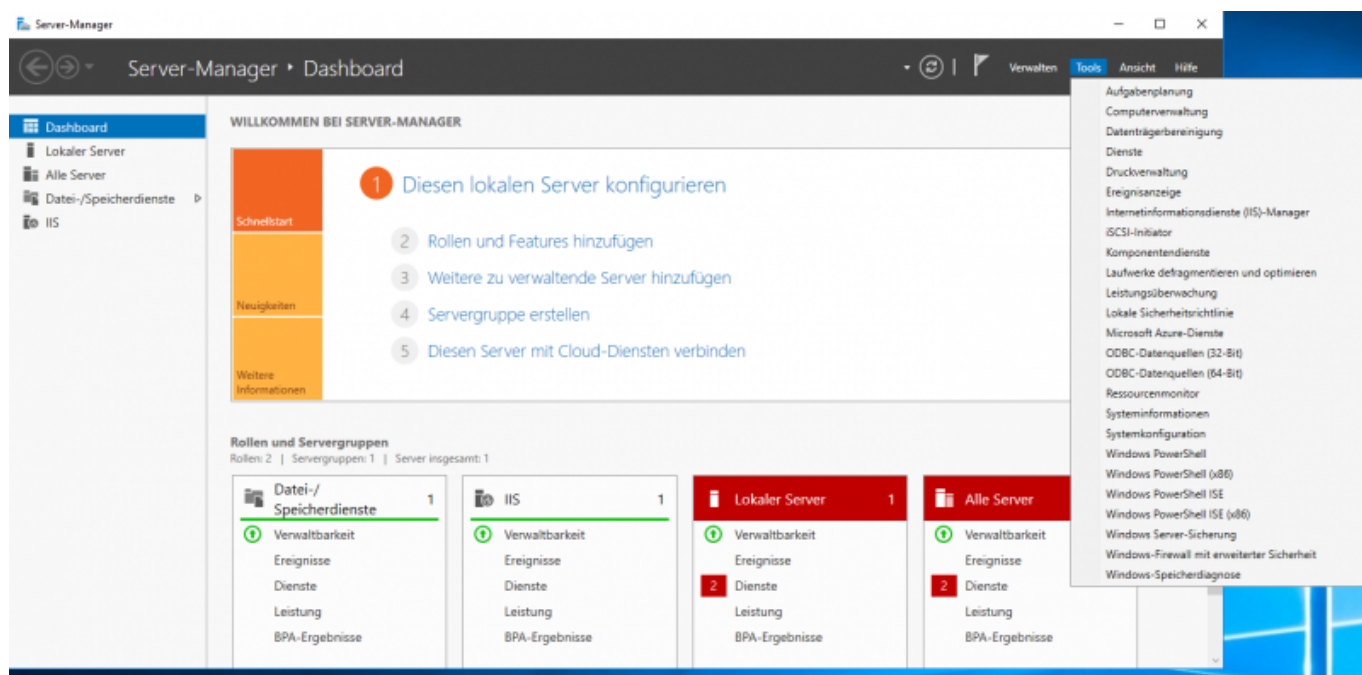 Server-Manager
Server-Manager ‣ Dashboard
Verwalten Tools Ansicht Hilfe
Dashboard
Lokaler Server
Alle Server
Datei-/Speicherdienste
IIS
WILLKOMMEN BEI SERVER-MANAGER
Schnellstart
Neuigkeiten
Weitere
Informationen
1 Diesen lokalen Server konfigurieren
2 Rollen und Features hinzufügen
3 Weitere zu verwaltende Server hinzufügen
4 Servergruppe erstellen
5 Diesen Server mit Cloud-Diensten verbinden
Rollen und Servergruppen
Rollen: 2 | Servergruppen: 1 | Server insgesamt: 1
Datei-/
Speicherdienste 1
Verwaltbarkeit
Ereignisse
Dienste
Leistung
BPA-Ergebnisse
IIS 1
Verwaltbarkeit
Ereignisse
Dienste
Leistung
BPA-Ergebnisse
Lokaler Server 1
Verwaltbarkeit
Ereignisse
2 Dienste
Leistung
BPA-Ergebnisse
Alle Server
Verwaltbarkeit
Ereignisse
2 Dienste
Leistung
BPA-Ergebnisse
Aufgabenplanung
Computerverwaltung
Datenträgerbereinigung
Dienste
Druckverwaltung
Ereignisanzeige
Internetinformationsdienste (IIS)-Manager
iSCSI-Initiator
Komponentendienste
Laufwerke defragmentieren und optimieren
Leistungsüberwachung
Lokale Sicherheitsrichtlinie
Microsoft Azure-Dienste
ODBC-Datenquellen (32-Bit)
ODBC-Datenquellen (64-Bit)
Ressourcenmonitor
Systeminformationen
Systemkonfiguration
Windows PowerShell
Windows PowerShell (x86)
Windows PowerShell ISE
Windows PowerShell ISE (x86)
Windows Server-Sicherung
Windows-Firewall mit erweiterter Sicherheit
Windows-Speicherdiagnose